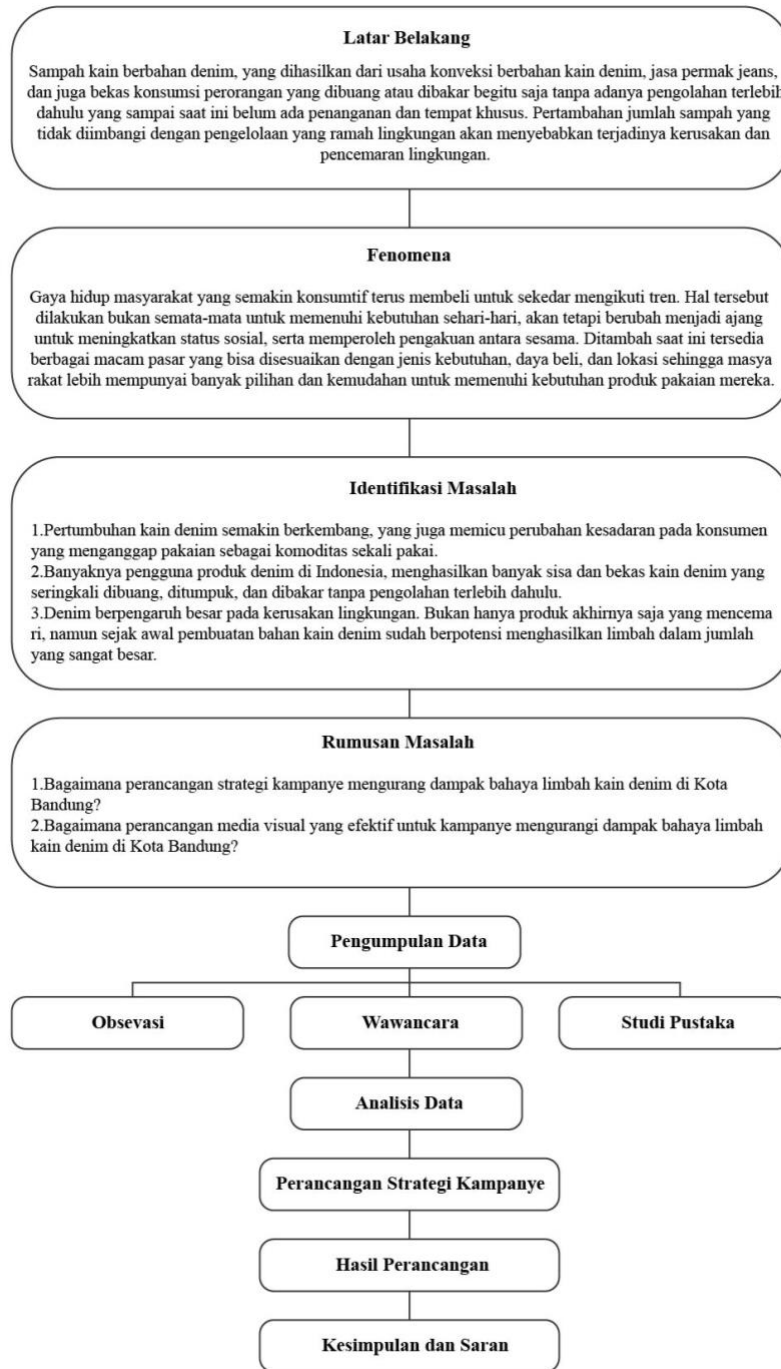 Latar Belakang
Sampah kain berbahan denim, yang dihasilkan dari usaha konveksi berbahan kain denim, jasa permak jeans,
dan juga bekas konsumsi perorangan yang dibuang atau dibakar begitu saja tanpa adanya pengolahan terlebih
dahulu yang sampai saat ini belum ada penanganan dan tempat khusus. Pertambahan jumlah sampah yang
tidak diimbangi dengan pengelolaan yang ramah lingkungan akan menyebabkan terjadinya kerusakan dan
pencemaran lingkungan.
Fenomena
Gaya hidup masyarakat yang semakin konsumtif terus membeli untuk sekedar mengikuti tren. Hal tersebut
dilakukan bukan semata-mata untuk memenuhi kebutuhan sehari-hari, akan tetapi berubah menjadi ajang
untuk meningkatkan status sosial, serta memperoleh pengakuan antara sesama. Ditambah saat ini tersedia
berbagai macam pasar yang bisa disesuaikan dengan jenis kebutuhan, daya beli, dan lokasi sehingga masya
rakat lebih mempunyai banyak pilihan dan kemudahan untuk memenuhi kebutuhan produk pakaian mereka.
Identifikasi Masalah
1.Pertumbuhan kain denim semakin berkembang, yang juga memicu perubahan kesadaran pada konsumen
yang menganggap pakaian sebagai komoditas sekali pakai.
2.Banyaknya pengguna produk denim di Indonesia, menghasilkan banyak sisa dan bekas kain denim yang
seringkali dibuang, ditumpuk, dan dibakar tanpa pengolahan terlebih dahulu.
3.Denim berpengaruh besar pada kerusakan lingkungan. Bukan hanya produk akhirnya saja yang mencema
ri, namun sejak awal pembuatan bahan kain denim sudah berpotensi menghasilkan limbah dalam jumlah
yang sangat besar.
Rumusan Masalah
1.Bagaimana perancangan strategi kampanye mengurang dampak bahaya limbah kain denim di Kota
Bandung?
2.Bagaimana perancangan media visual yang efektif untuk kampanye mengurangi dampak bahaya limbah
kain denim di Kota Bandung?
Pengumpulan Data
Obsevasi
Wawancara
Studi Pustaka
Analisis Data
Perancangan Strategi Kampanye
Hasil Perancangan
Kesimpulan dan Saran